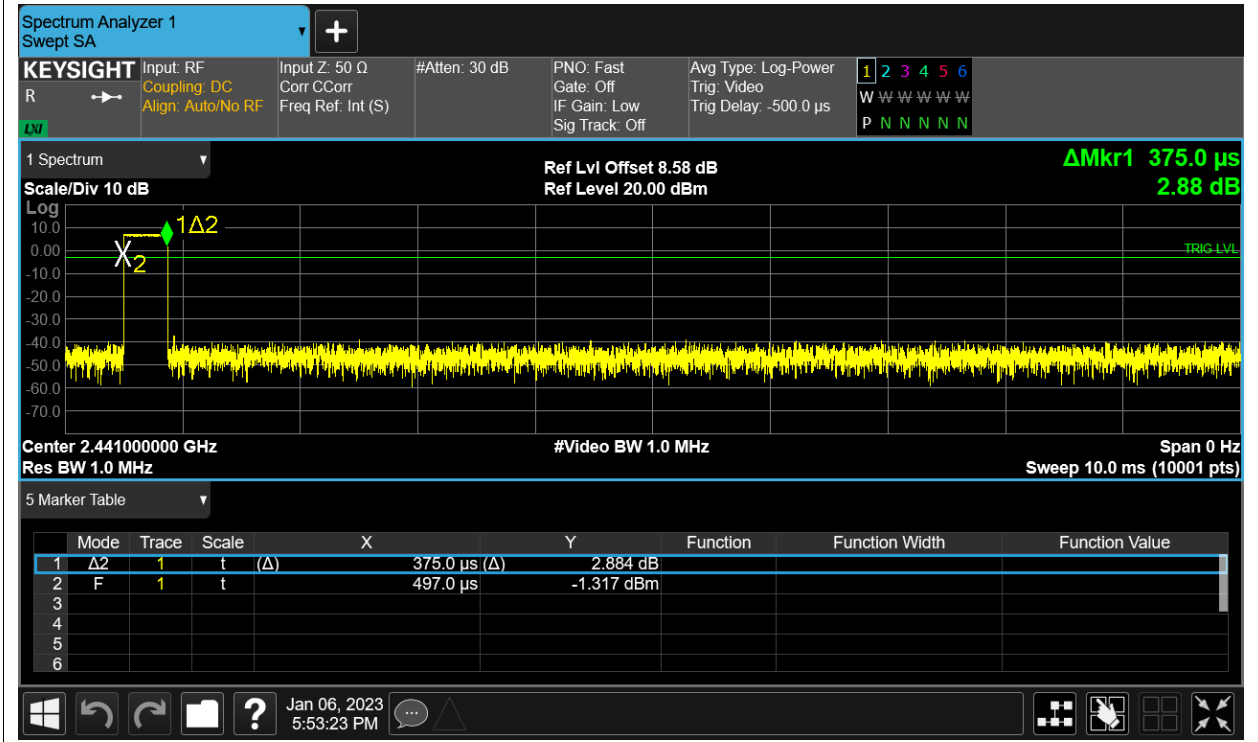 Spectrum Analyzer 1
Swept SA
+
KEYSIGHT Input: RF Input Z: 50 Ω #Atten: 30 dB PNO: Fast Avg Type: Log-Power 1 2 3 4 5 6
R Coupling: DC Corr CCorr Gate: Off Trig: Video W W W W W W
Align: Auto/No RF Freq Ref: Int (S) IF Gain: Low Trig Delay: -500.0 µs
LXI Sig Track: Off P N N N N N
1 Spectrum ΔMkr1 375.0 µs
Ref Lvl Offset 8.58 dB
Scale/Div 10 dB Ref Level 20.00 dBm 2.88 dB
Log
10.0 1Δ2
0.00 X2 TRIG LVL
-10.0
-20.0
-30.0
-40.0
-50.0
-60.0
-70.0
Center 2.441000000 GHz #Video BW 1.0 MHz Span 0 Hz
Res BW 1.0 MHz Sweep 10.0 ms (10001 pts)
5 Marker Table
Mode Trace Scale X Y Function Function Width Function Value
1 Δ2 1 t (Δ) 375.0 µs (Δ) 2.884 dB
2 F 1 t 497.0 µs -1.317 dBm
3
4
5
6
? Jan 06, 2023
5:53:23 PM